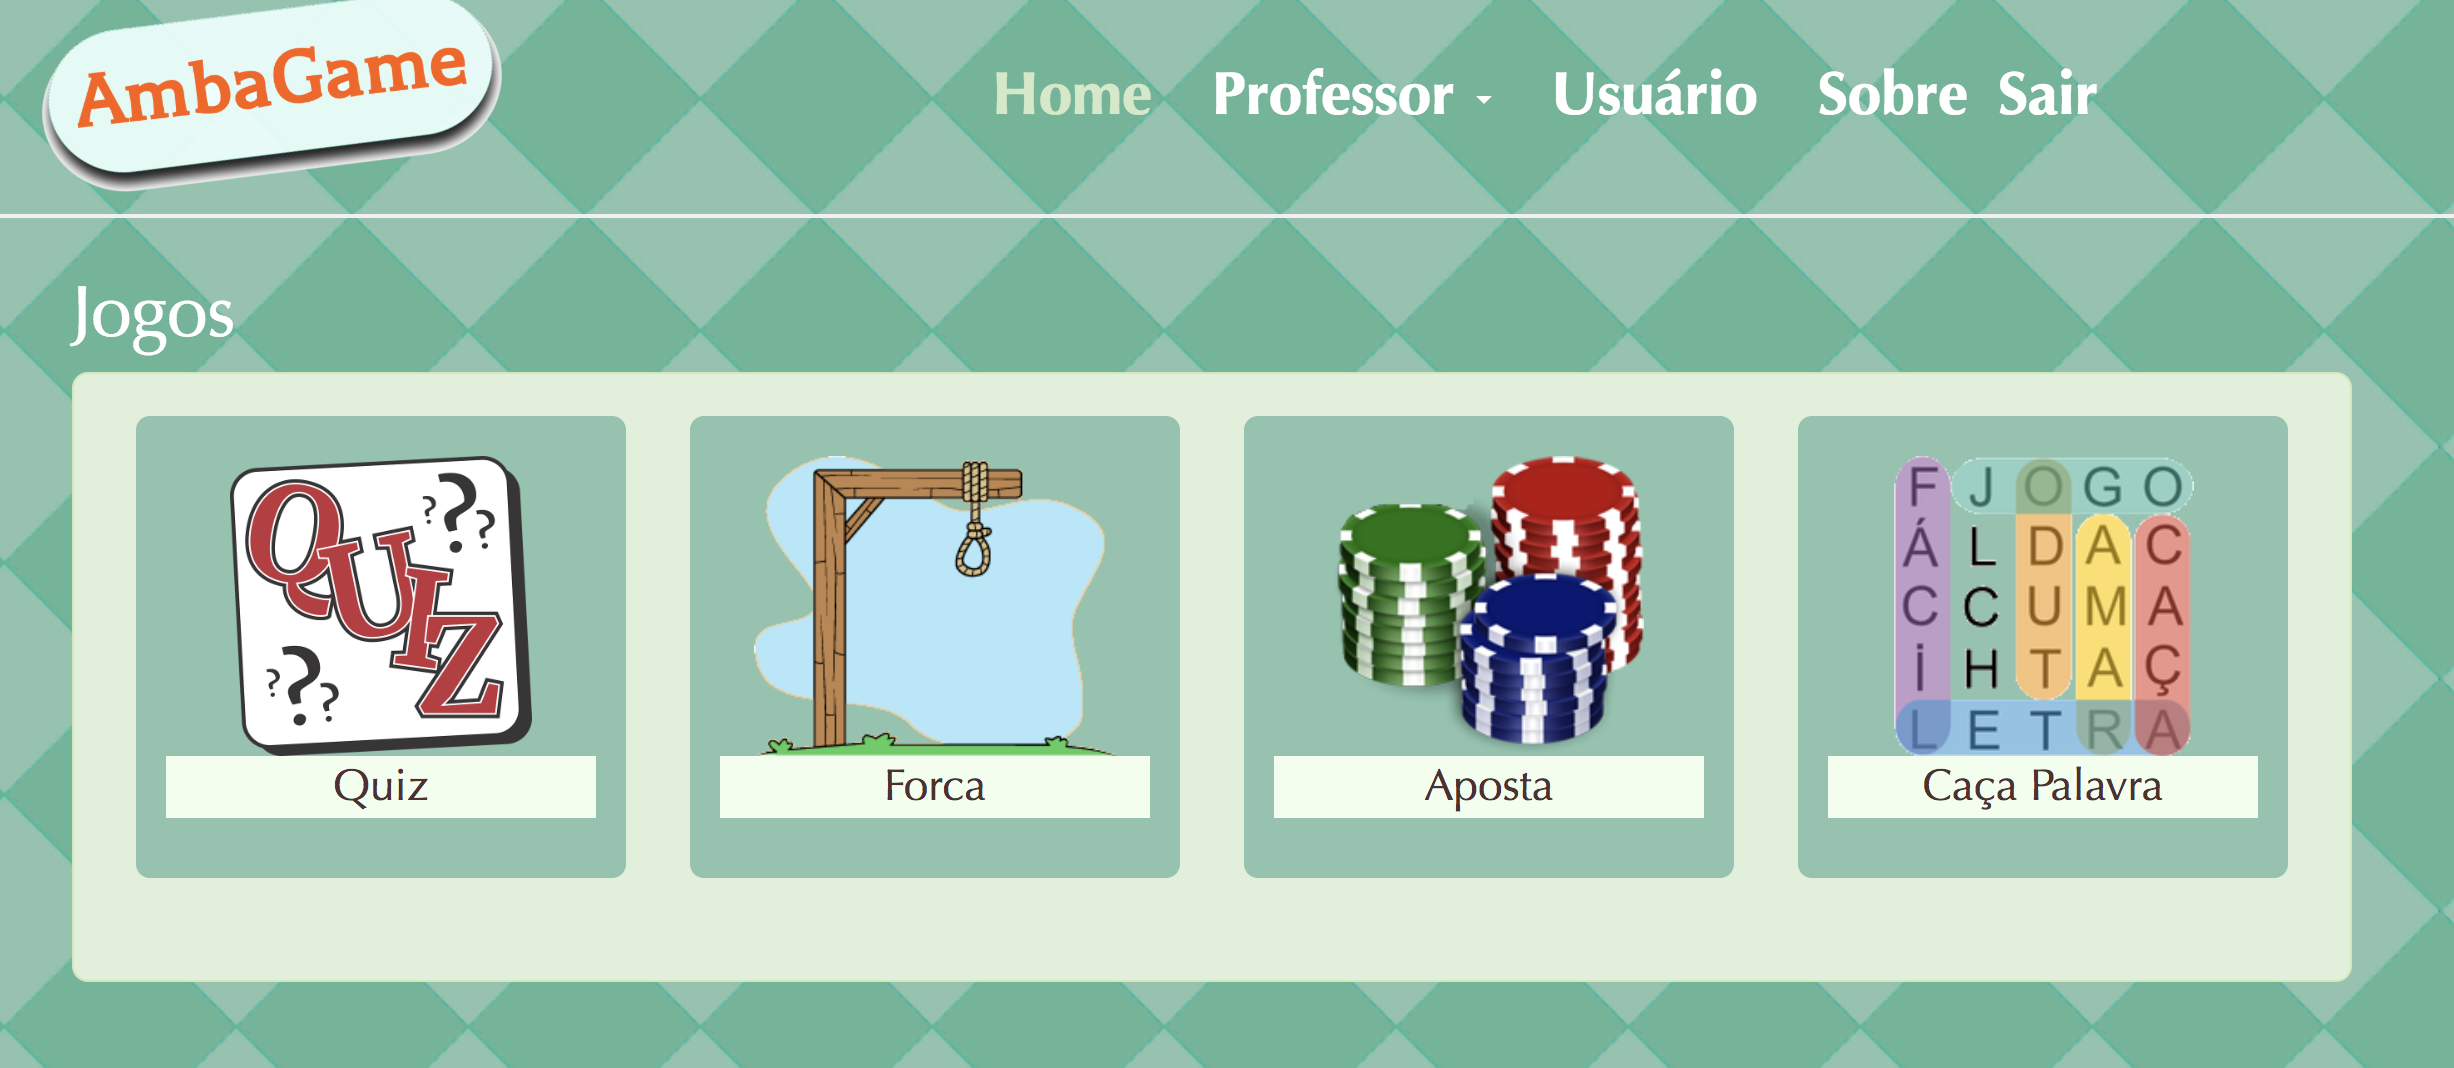 AmbaGame
Home Professor Usuário Sobre Sair
Jogos
QUIZ
???
???
F J O G O
Á L D A C
C C U M A
I H T A Ç
L E T R A
Quiz
Forca
Aposta
Caça Palavra